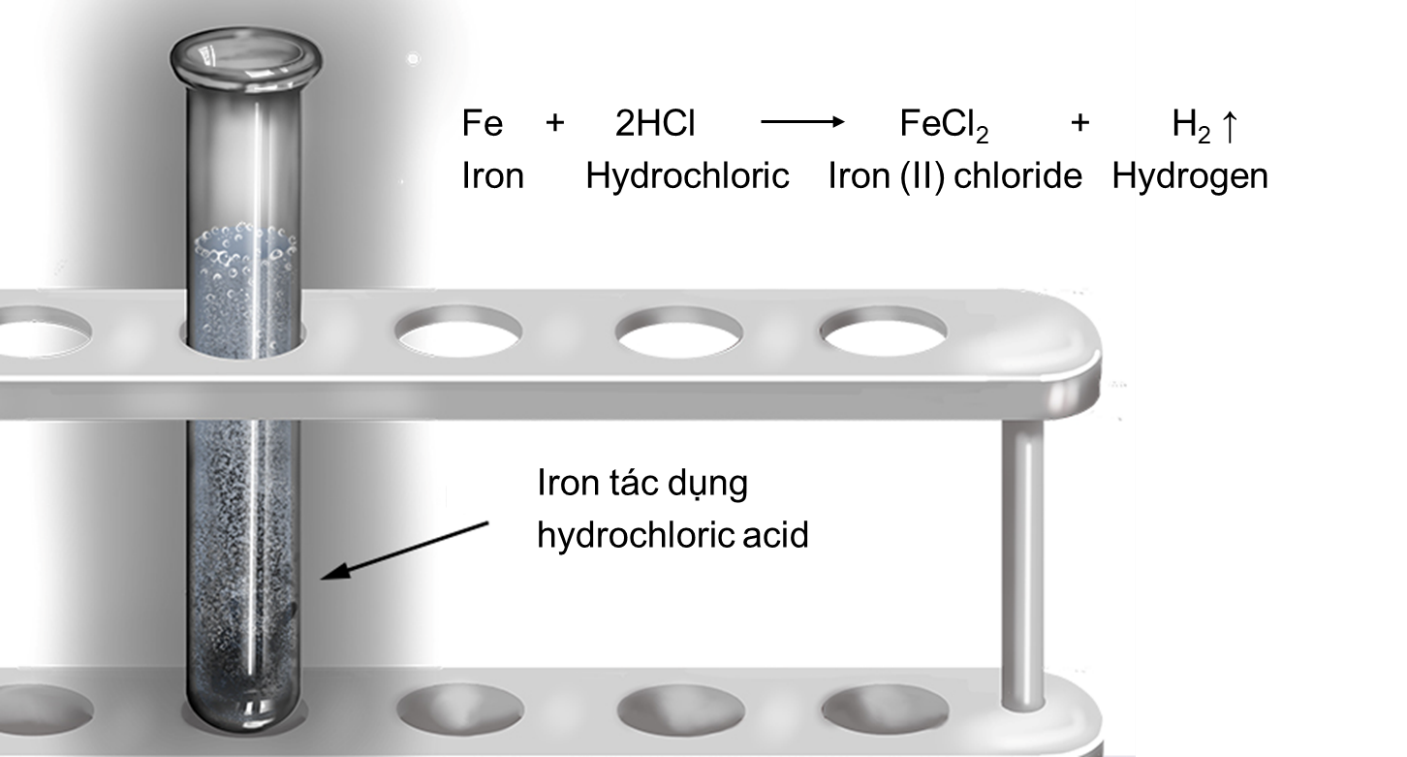 Fe + 2HCl ⟶ FeCl₂ + H₂ ↑
Iron Hydrochloric Iron (II) chloride Hydrogen
Iron tác dụng
hydrochloric acid